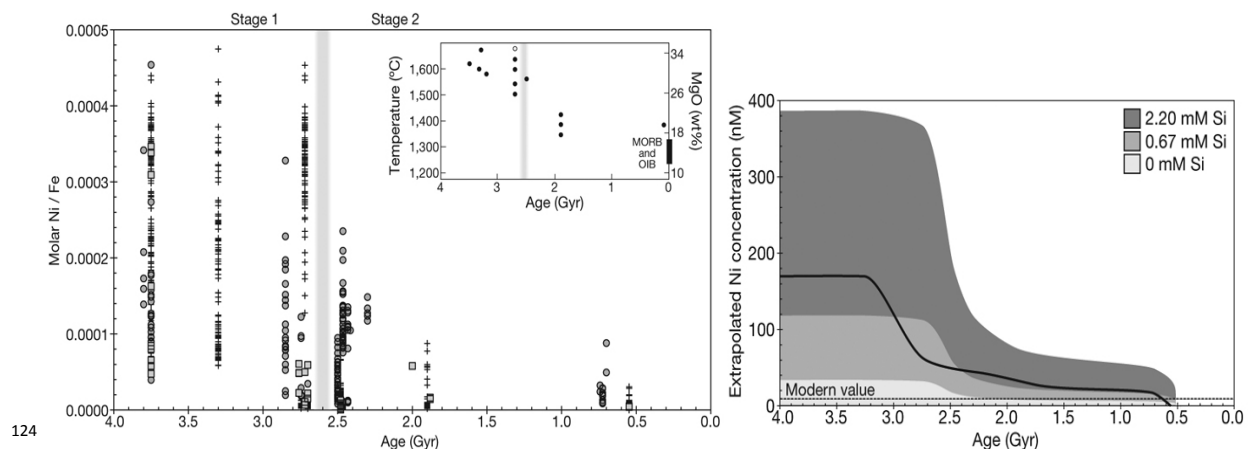 Stage 1 Stage 2
0.0005
0.0004
0.0003
0.0002
0.0001
0.0000
Molar Ni / Fe
4.0 3.5 3.0 2.5 2.0 1.5 1.0 0.5 0.0
Age (Gyr)
Temperature (°C)
1,600
1,500
1,400
1,300
1,200
34
26
18
10
MgO (wt%)
MORB
and
OIB
4 3 2 1 0
Age (Gyr)
124
Extrapolated Ni concentration (nM)
400
300
200
100
0
2.20 mM Si
0.67 mM Si
0 mM Si
Modern value
4.0 3.5 3.0 2.5 2.0 1.5 1.0 0.5 0.0
Age (Gyr)